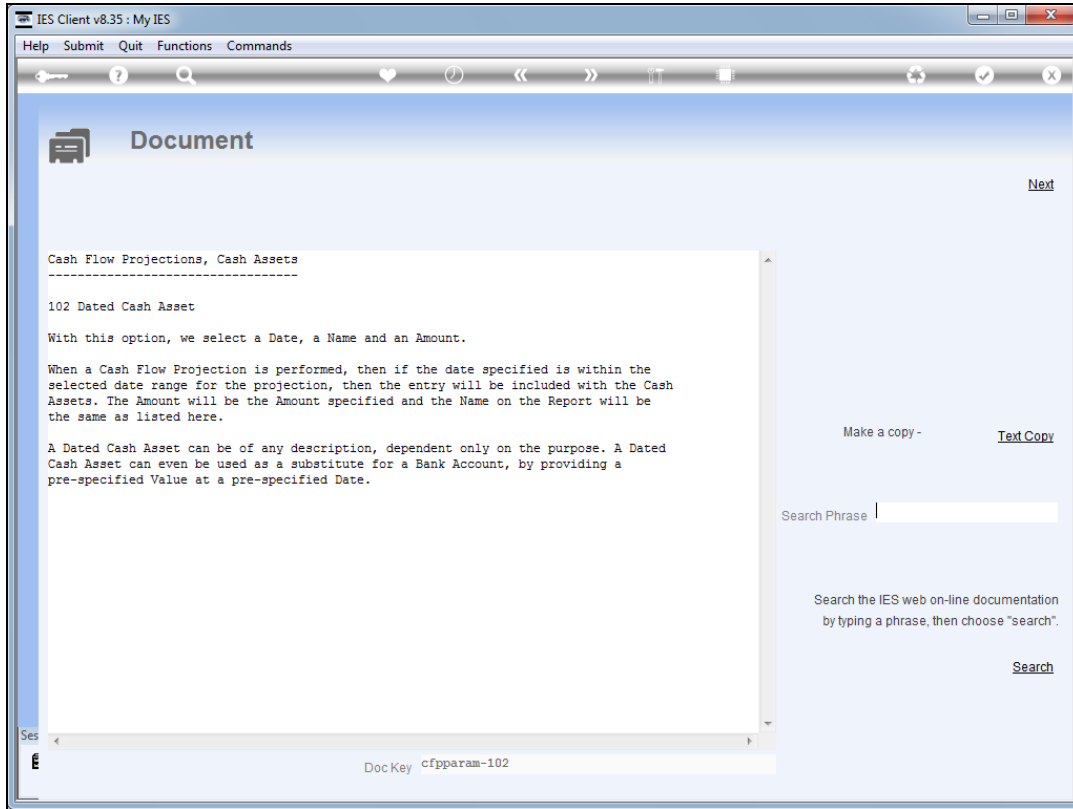 IES Client v8.35 : My IES
Help Submit Quit Functions Commands
Document
Next
Cash Flow Projections, Cash Assets
----------------------------------
102 Dated Cash Asset
With this option, we select a Date, a Name and an Amount.
When a Cash Flow Projection is performed, then if the date specified is within the
selected date range for the projection, then the entry will be included with the Cash
Assets. The Amount will be the Amount specified and the Name on the Report will be
the same as listed here.
A Dated Cash Asset can be of any description, dependent only on the purpose. A Dated
Cash Asset can even be used as a substitute for a Bank Account, by providing a
pre-specified Value at a pre-specified Date.
Make a copy - Text Copy
Search Phrase
Search the IES web on-line documentation
by typing a phrase, then choose "search".
Search
Ses
Doc Key cfpparam-102